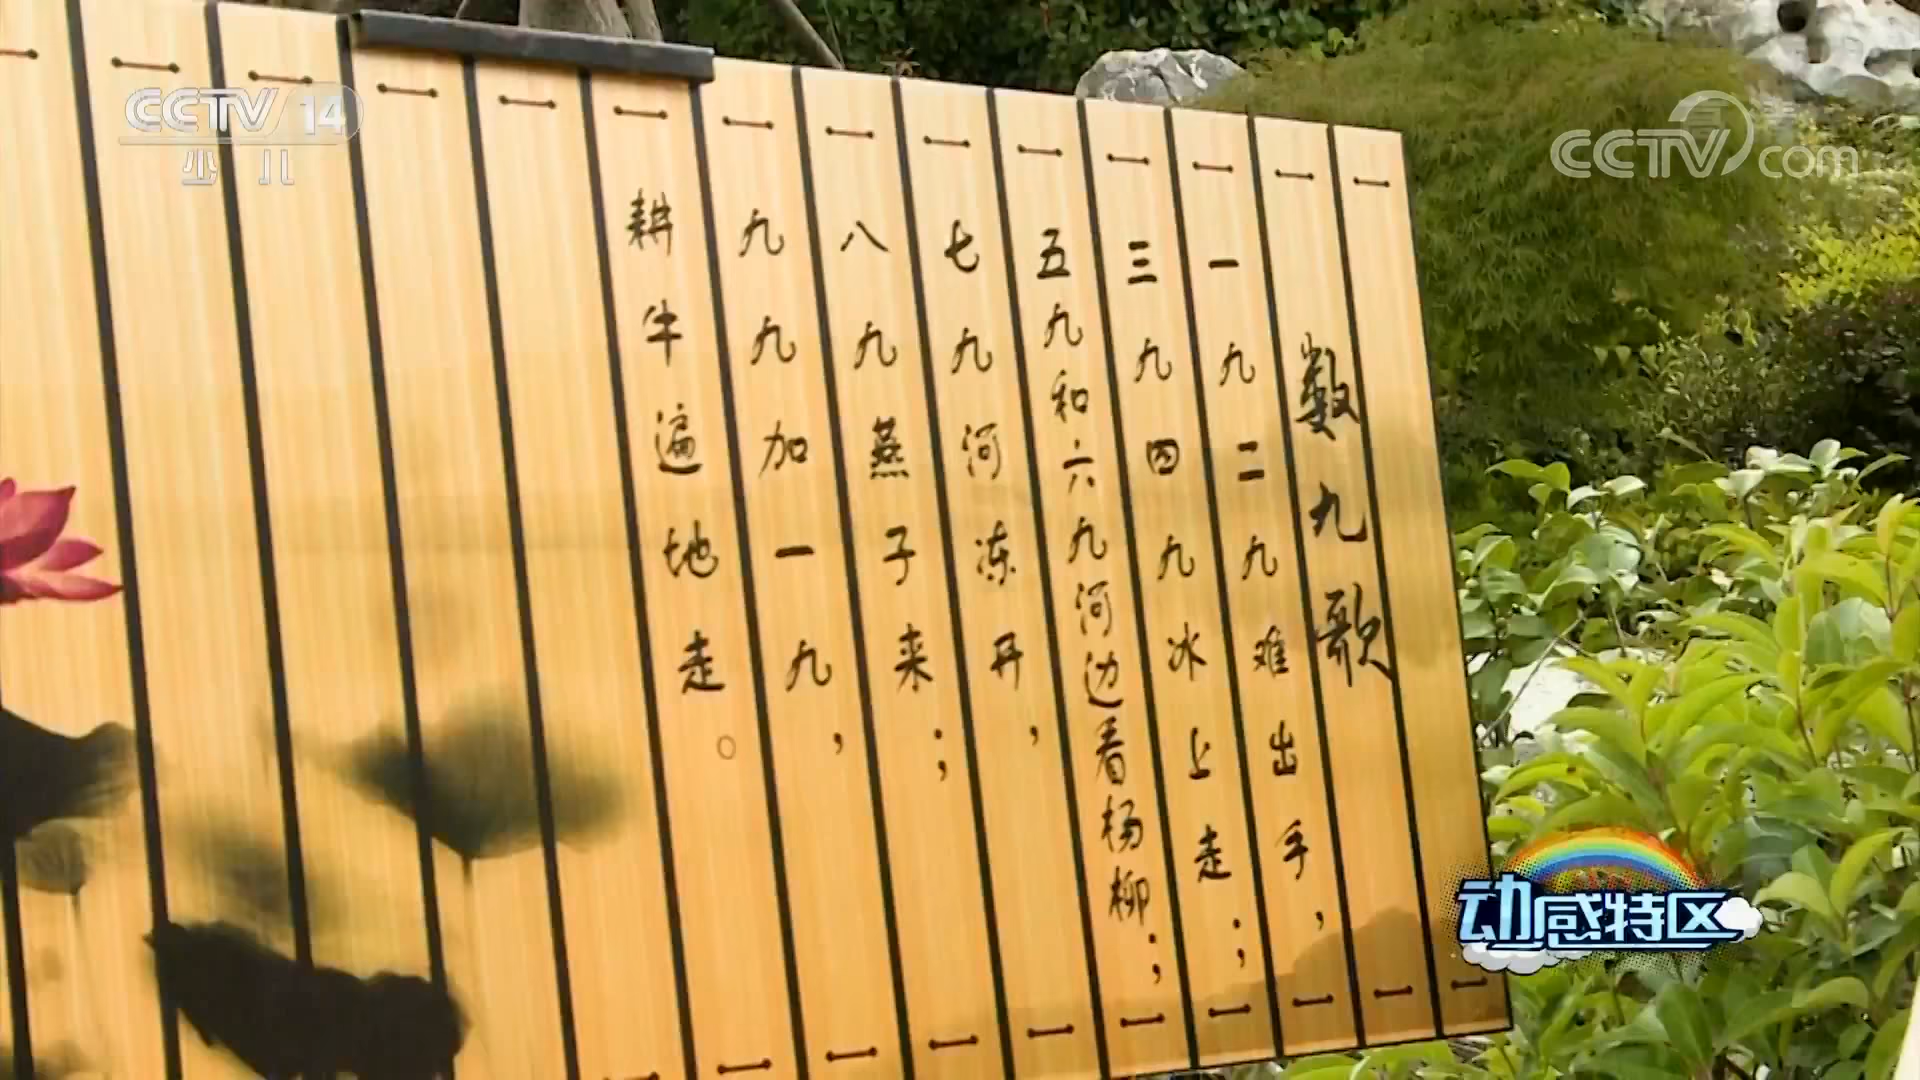 CCTV 14
少儿
CCTV.com
数九歌
一九二九难出手，
三九四九冰上走；
五九和六九河边看杨柳；
七九河冻开，
八九燕子来；
九九加一九，
耕牛遍地走。
动感特区